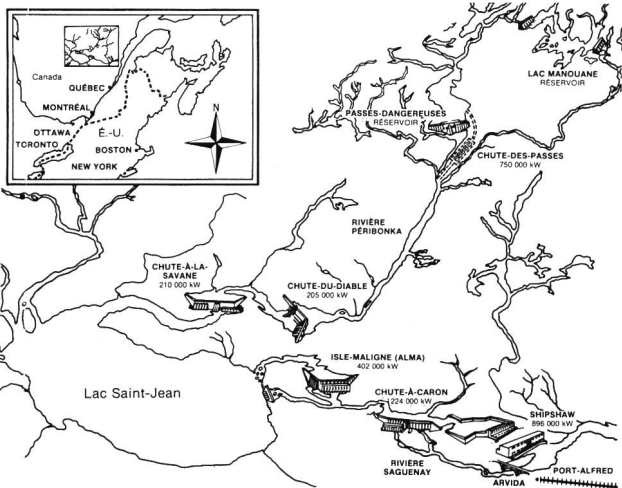 Canada
QUÉBEC
MONTRÉAL
OTTAWA
TORONTO
É.-U.
BOSTON
NEW YORK
N
LAC MANOUANE
RÉSERVOIR
PASSES-DANGEREUSES
RÉSERVOIR
CHUTE-DES-PASSES
750 000 kW
RIVIÈRE
PÉRIBONKA
CHUTE-À-LA-
SAVANE
210 000 kW
CHUTE-DU-DIABLE
205 000 kW
ISLE-MALIGNE (ALMA)
402 000 kW
Lac Saint-Jean
CHUTE-À-CARON
224 000 kW
SHIPSHAW
896 000 kW
RIVIÈRE
SAGUENAY
ARVIDA
PORT-ALFRED